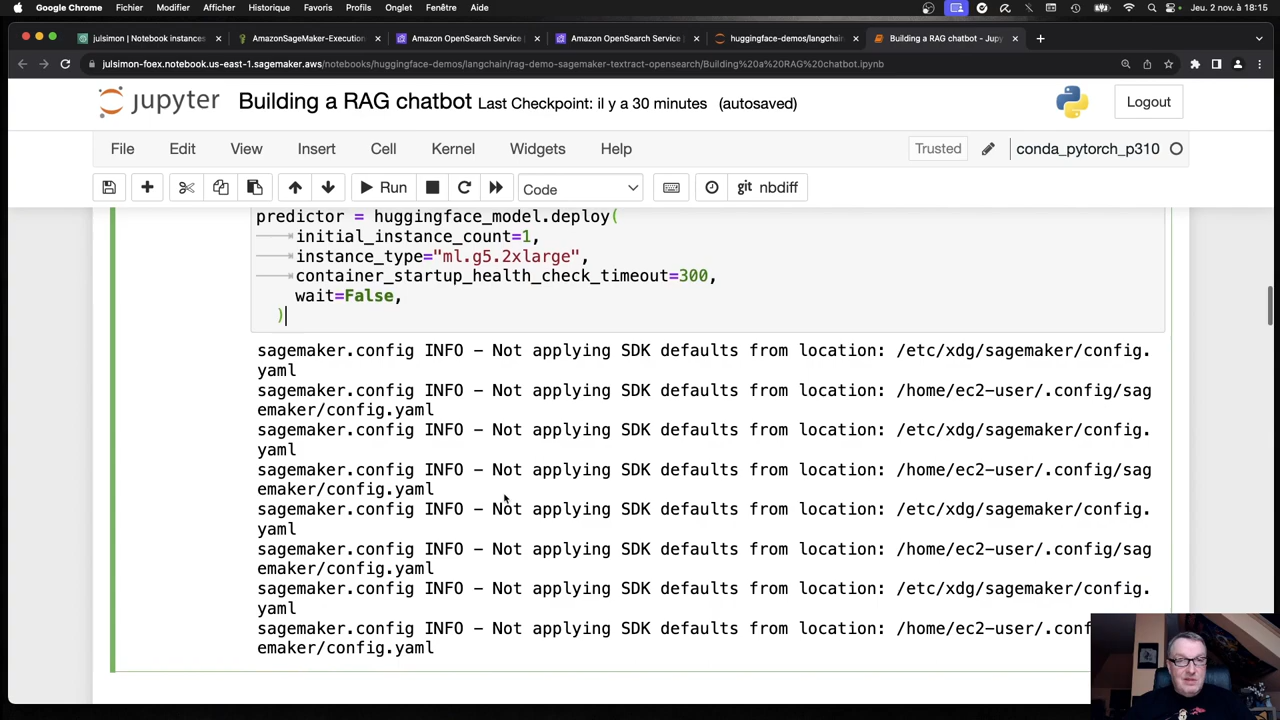 Google Chrome Fichier Modifier Afficher Historique Favoris Profils Onglet Fenêtre Aide Jeu. 2 nov. à 18:15
julsimon | Notebook instances AmazonSageMaker-Execution Amazon OpenSearch Service | Amazon OpenSearch Service | huggingface-demos/langchain Building a RAG chatbot - Jupy
julsimon-foex.notebook.us-east-1.sagemaker.aws/notebooks/huggingface-demos/langchain/rag-demo-sagemaker-textract-opensearch/Building%20a%20RAG%20chatbot.ipynb
jupyter Building a RAG chatbot Last Checkpoint: il y a 30 minutes (autosaved) Logout
File Edit View Insert Cell Kernel Widgets Help Trusted conda_pytorch_p310
Run Code git nbdiff
predictor = huggingface_model.deploy(
initial_instance_count=1,
instance_type="ml.g5.2xlarge",
container_startup_health_check_timeout=300,
wait=False,
)
sagemaker.config INFO - Not applying SDK defaults from location: /etc/xdg/sagemaker/config.
yaml
sagemaker.config INFO - Not applying SDK defaults from location: /home/ec2-user/.config/sag
emaker/config.yaml
sagemaker.config INFO - Not applying SDK defaults from location: /etc/xdg/sagemaker/config.
yaml
sagemaker.config INFO - Not applying SDK defaults from location: /home/ec2-user/.config/sag
emaker/config.yaml
sagemaker.config INFO - Not applying SDK defaults from location: /etc/xdg/sagemaker/config.
yaml
sagemaker.config INFO - Not applying SDK defaults from location: /home/ec2-user/.config/sag
emaker/config.yaml
sagemaker.config INFO - Not applying SDK defaults from location: /etc/xdg/sagemaker/config.
yaml
sagemaker.config INFO - Not applying SDK defaults from location: /home/ec2-user/.conf
emaker/config.yaml